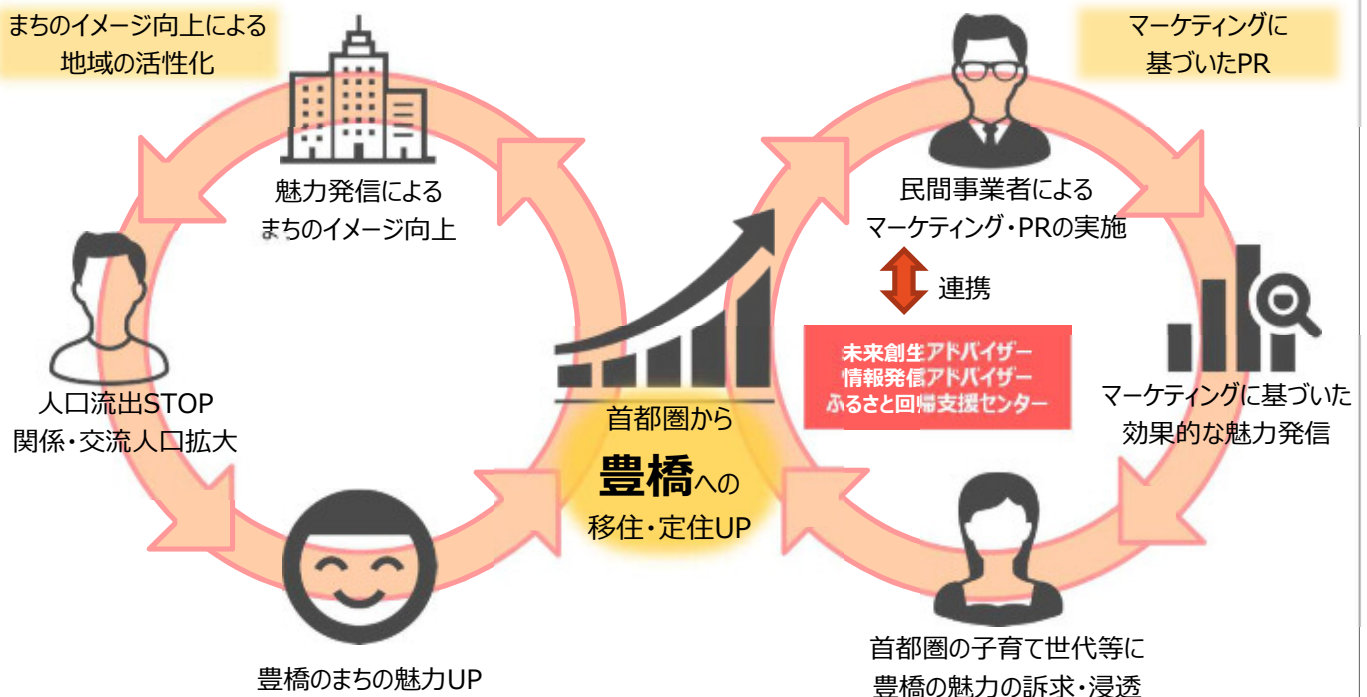 まちのイメージ向上による
地域の活性化
魅力発信による
まちのイメージ向上
人口流出STOP
関係・交流人口拡大
豊橋のまちの魅力UP
首都圏から
豊橋への
移住・定住UP
マーケティングに
基づいたPR
民間事業者による
マーケティング・PRの実施
連携
未来創生アドバイザー
情報発信アドバイザー
ふるさと回帰支援センター
マーケティングに基づいた
効果的な魅力発信
首都圏の子育て世代等に
豊橋の魅力の訴求・浸透